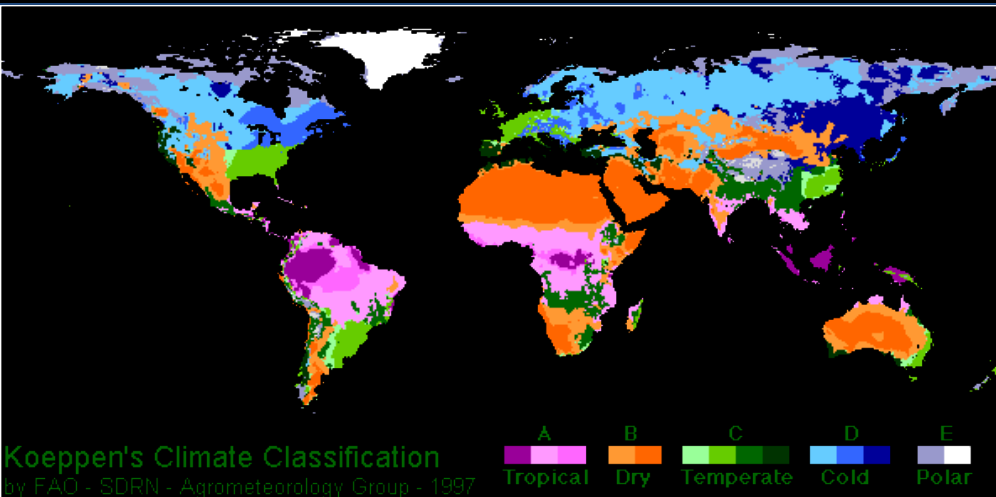 A B C D E
Koeppen's Climate Classification
Tropical Dry Temperate Cold Polar
by FAO - SDRN - Agrometeorology Group - 1997